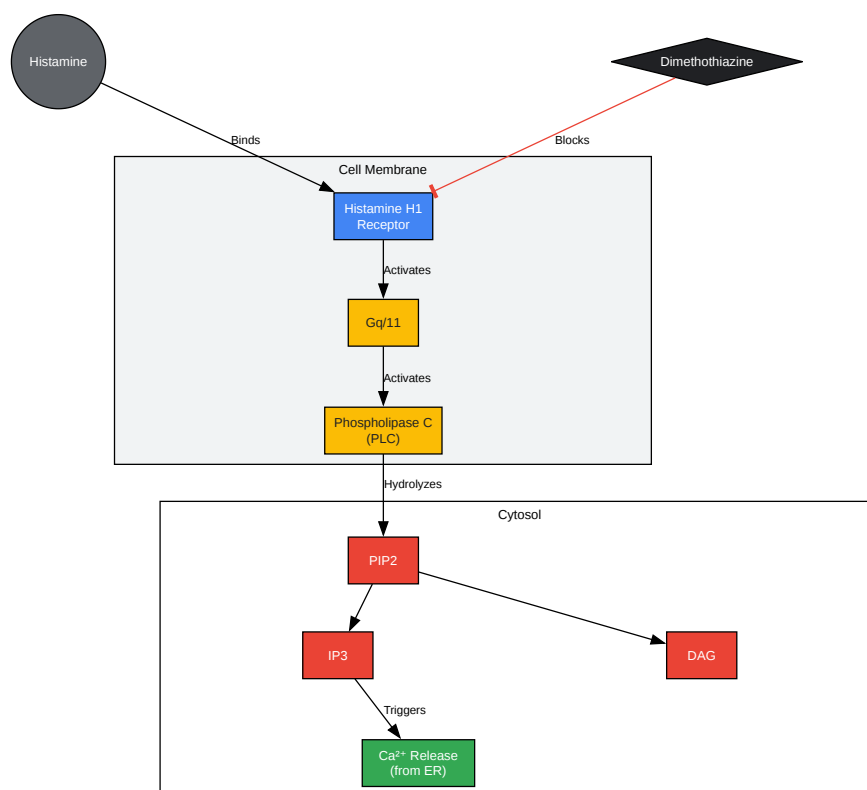 Histamine
Dimethothiazine
Binds
Blocks
Cell Membrane
Histamine H1
Receptor
Activates
Gq/11
Activates
Phospholipase C
(PLC)
Hydrolyzes
Cytosol
PIP2
IP3
DAG
Triggers
Ca²⁺ Release
(from ER)